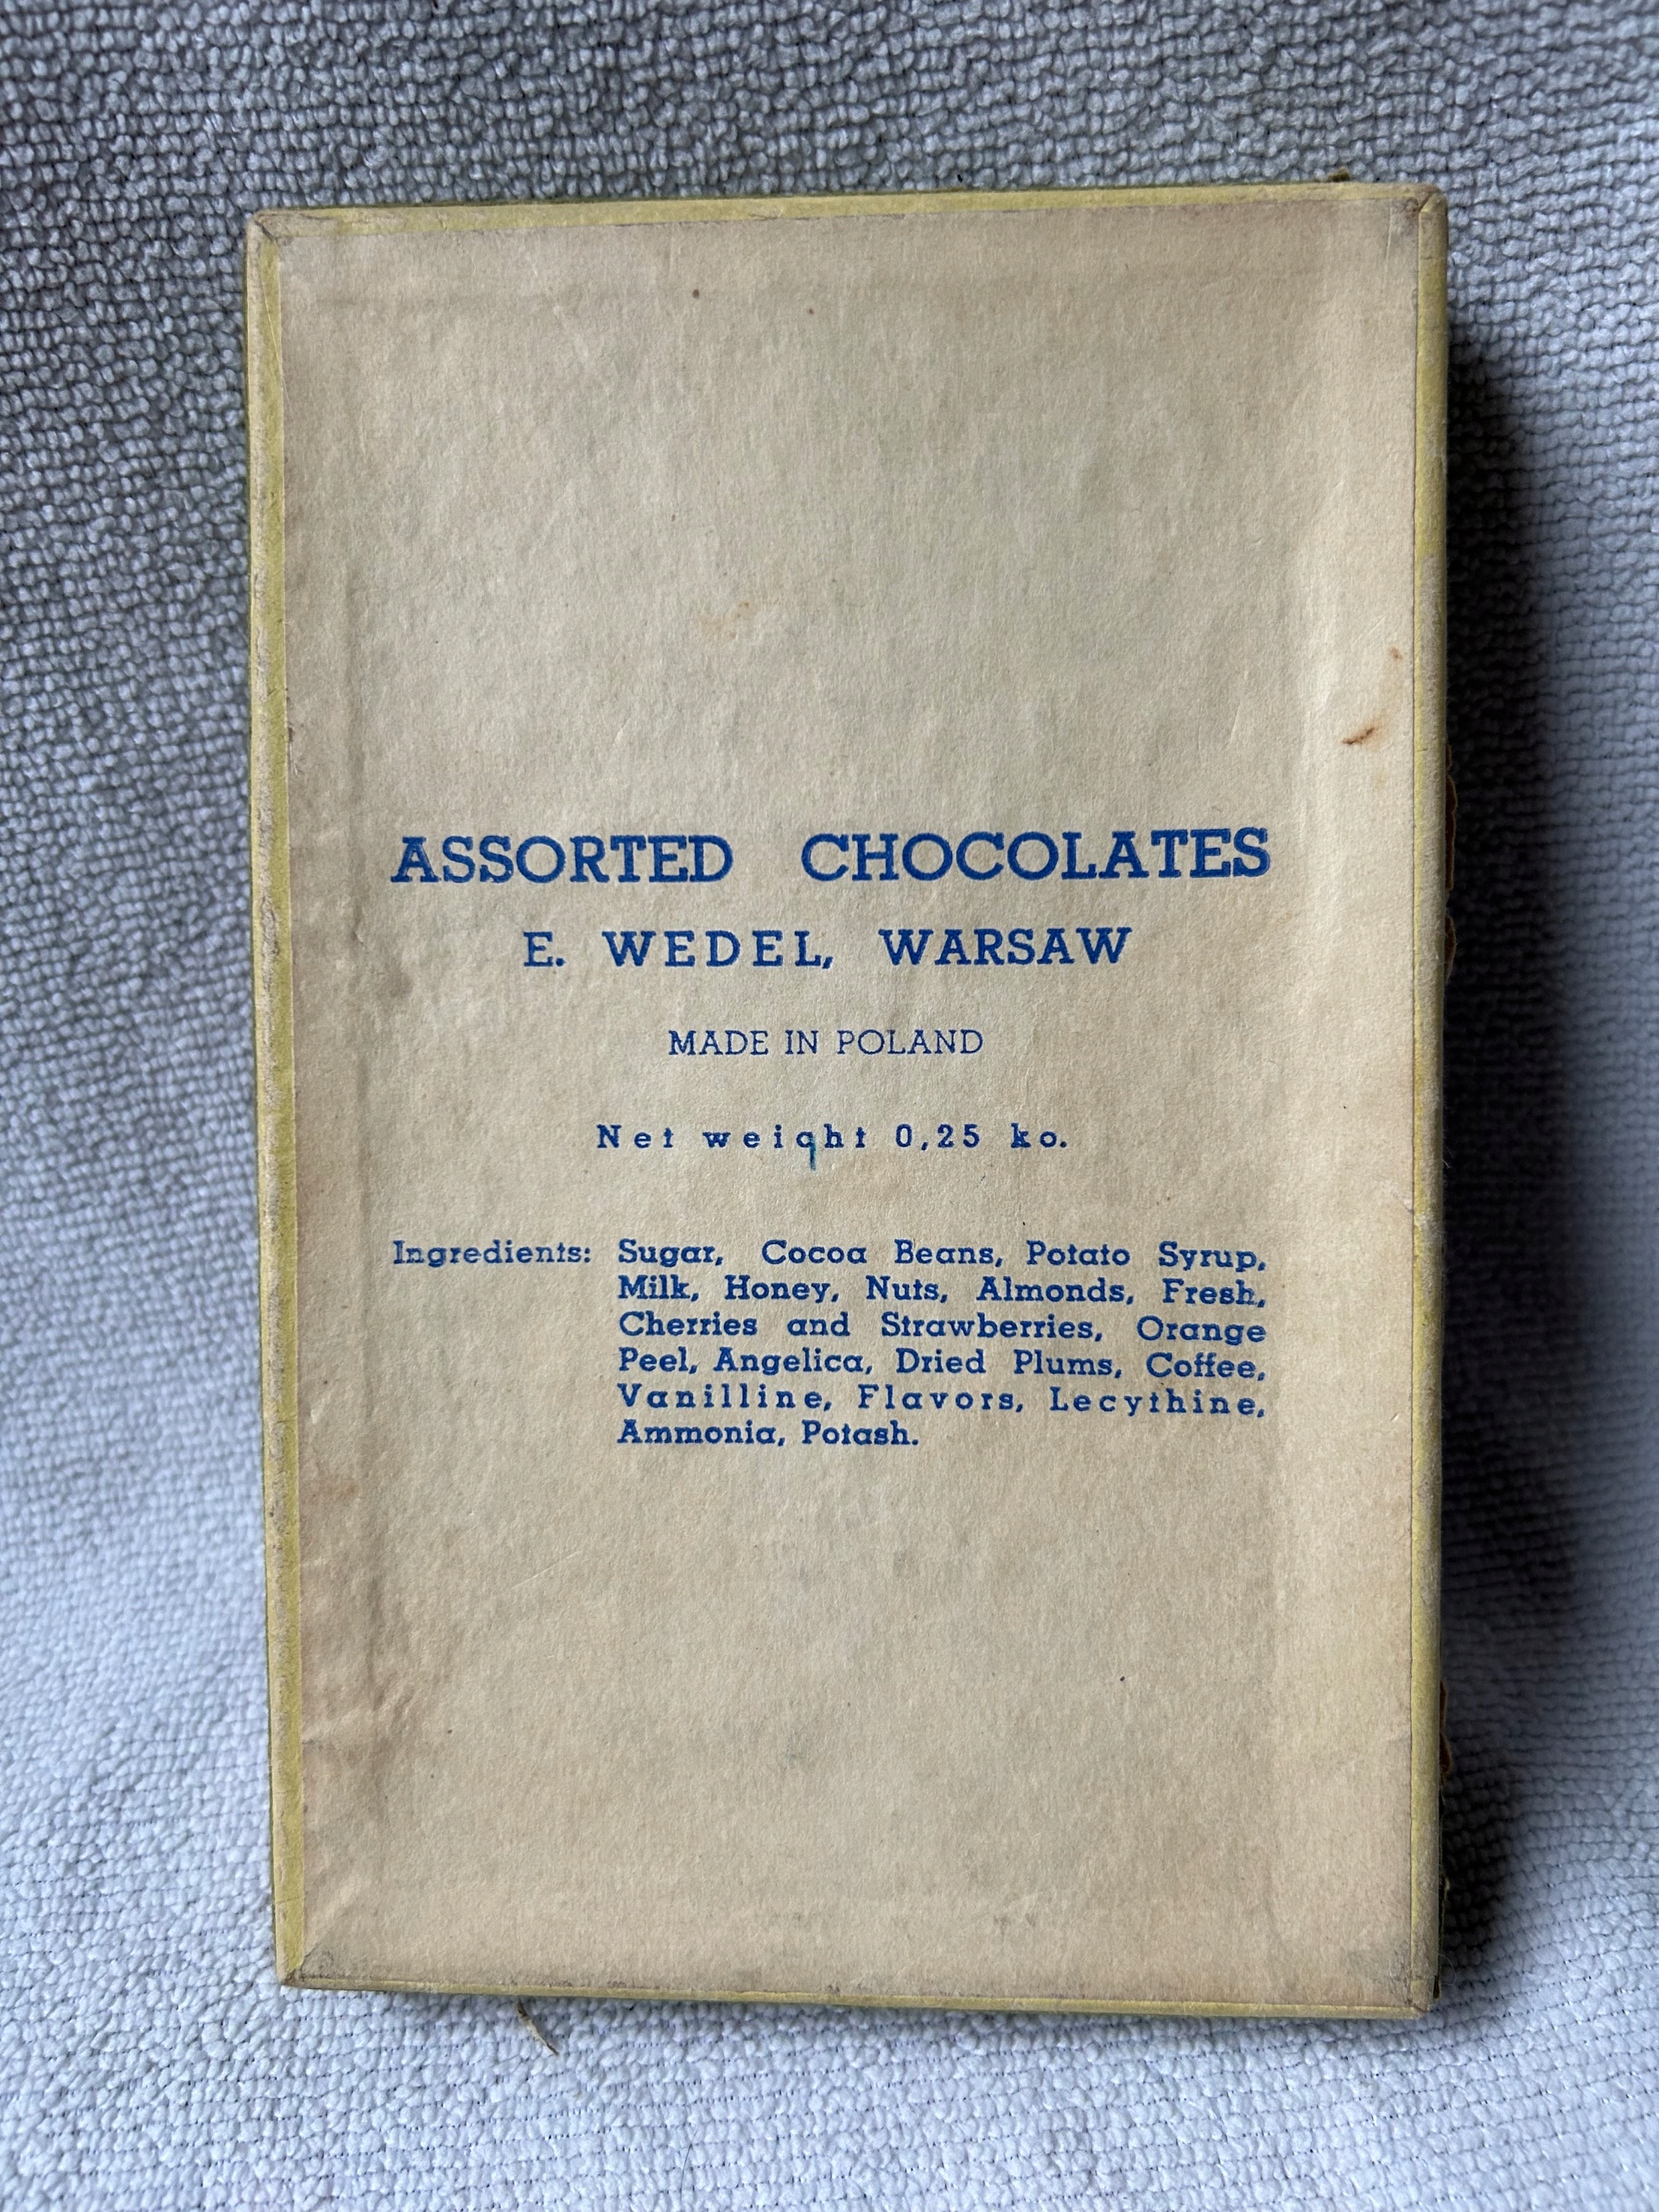 ASSORTED CHOCOLATES
E. WEDEL, WARSAW
MADE IN POLAND
Net weight 0,25 ko.
Ingredients: Sugar, Cocoa Beans, Potato Syrup,
Milk, Honey, Nuts, Almonds, Fresh,
Cherries and Strawberries, Orange
Peel, Angelica, Dried Plums, Coffee,
Vanilline, Flavors, Lecythine,
Ammonia, Potash.